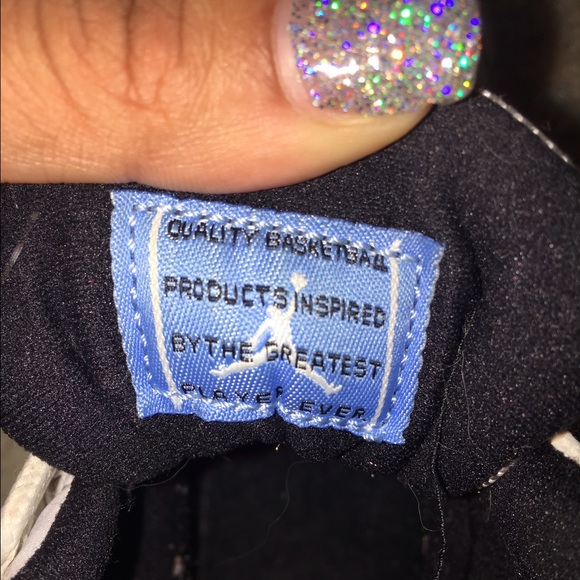 QUALITY BASKETBALL
PRODUCTS INSPIRED
BY THE GREATEST
PLAYER EVER.